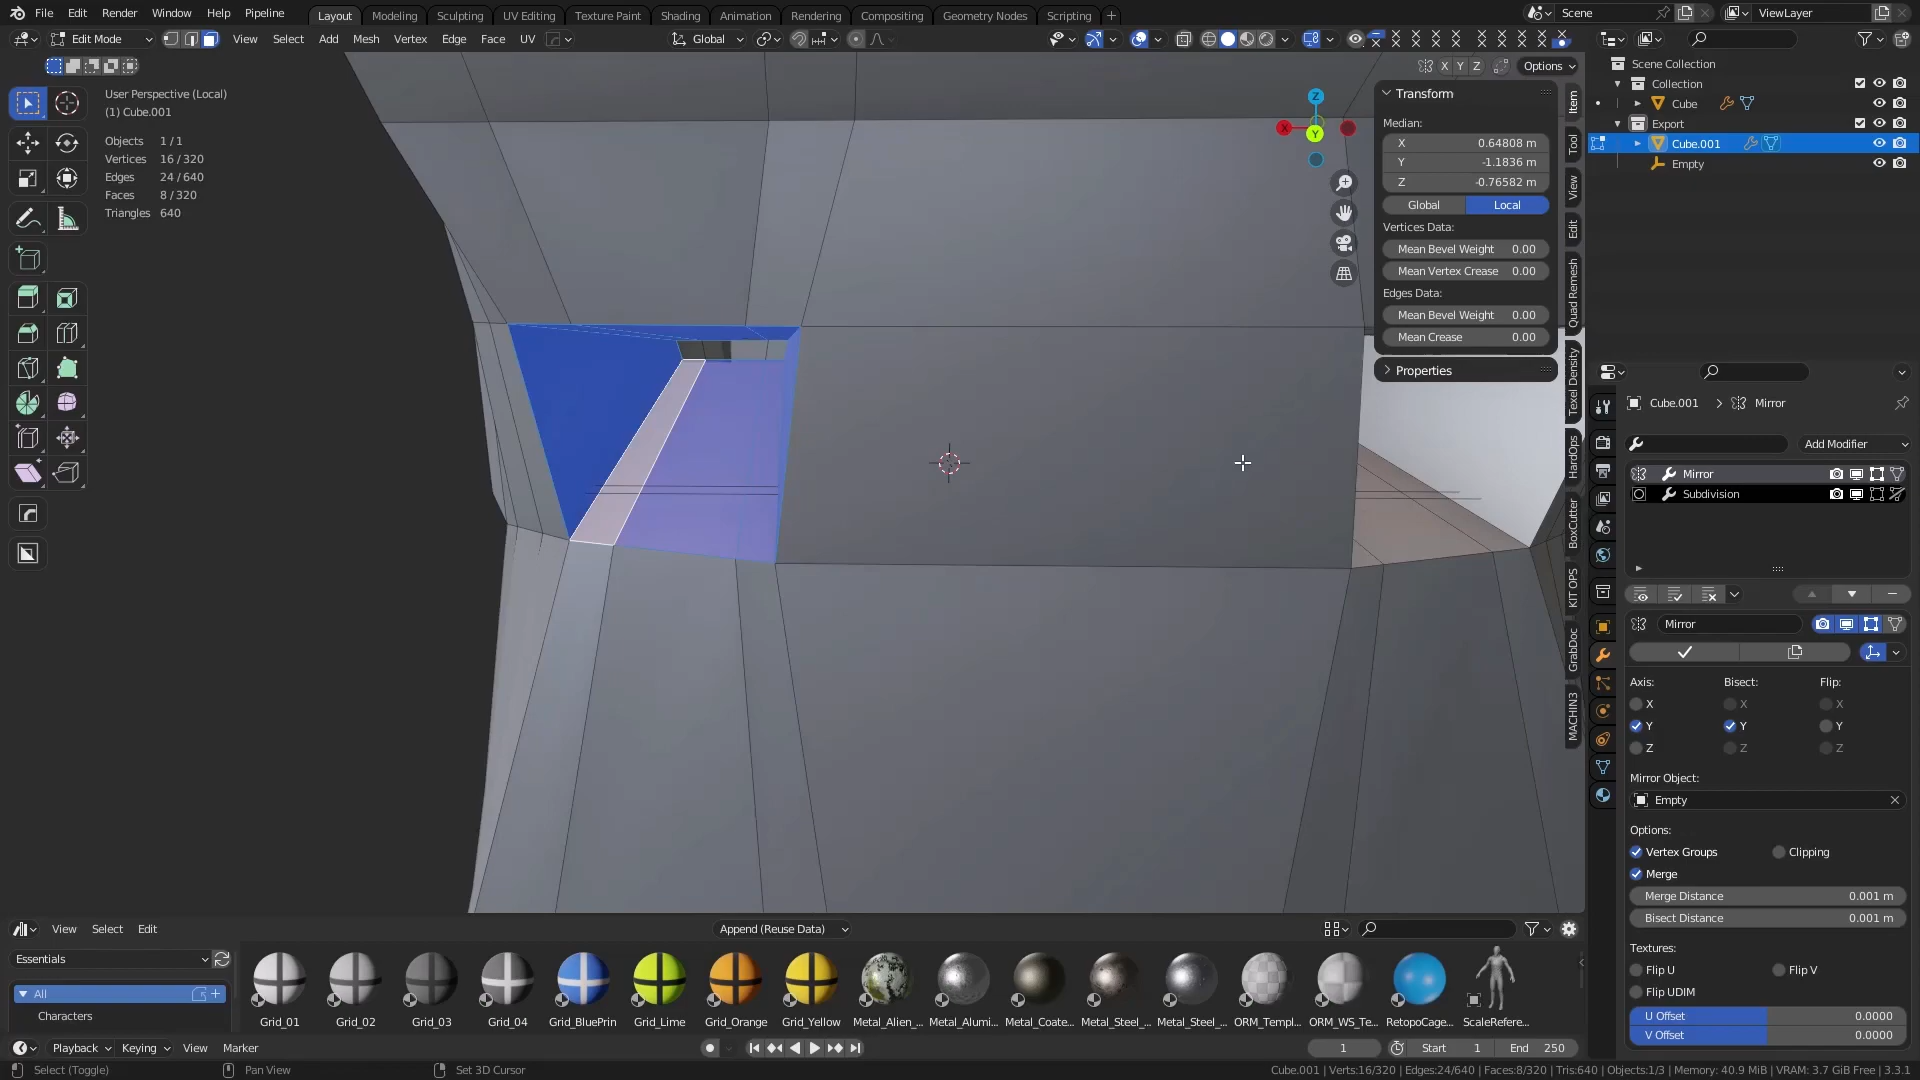 File Edit Render Window Help Pipeline
Layout Modeling Sculpting UV Editing Texture Paint Shading Animation Rendering Compositing Geometry Nodes Scripting +
Scene
ViewLayer
Edit Mode
View Select Add Mesh Vertex Edge Face UV
Global
X Y Z
Options
User Perspective (Local)
(1) Cube.001
Objects 1 / 1
Vertices 16 / 320
Edges 24 / 640
Faces 8 / 320
Triangles 640
Z
X
Y
Transform
Median:
X 0.64808 m
Y -1.1836 m
Z -0.76582 m
Global Local
Vertices Data:
Mean Bevel Weight 0.00
Mean Vertex Crease 0.00
Edges Data:
Mean Bevel Weight 0.00
Mean Crease 0.00
Properties
Item
Tool
View
Edit
Quad Remesh
Texel Density
HardOps
BoxCutter
KIT OPS
GrabDoc
MACHIN3
Scene Collection
Collection
Cube
Export
Cube.001
Empty
Cube.001 > Mirror
Add Modifier
Mirror
Subdivision
Mirror
Axis: Bisect: Flip:
X X X
Y Y Y
Z Z Z
Mirror Object:
Empty
Options:
Vertex Groups Clipping
Merge
Merge Distance 0.001 m
Bisect Distance 0.001 m
Textures:
Flip U Flip V
Flip UDIM
U Offset 0.0000
V Offset 0.0000
View Select Edit
Append (Reuse Data)
Essentials
All
Characters
Grid_01 Grid_02 Grid_03 Grid_04 Grid_BluePrin Grid_Lime Grid_Orange Grid_Yellow Metal_Alien_... Metal_Alumi... Metal_Coate... Metal_Steel_... Metal_Steel_... ORM_Templ... ORM_WS_Te... RetopoCage... ScaleRefere...
Playback Keying View Marker
1
Start 1 End 250
Select (Toggle) Pan View Set 3D Cursor
Cube.001 | Verts:16/320 | Edges:24/640 | Faces:8/320 | Tris:640 | Objects:1/3 | Memory: 40.9 MiB | VRAM: 3.7 GiB Free | 3.3.1